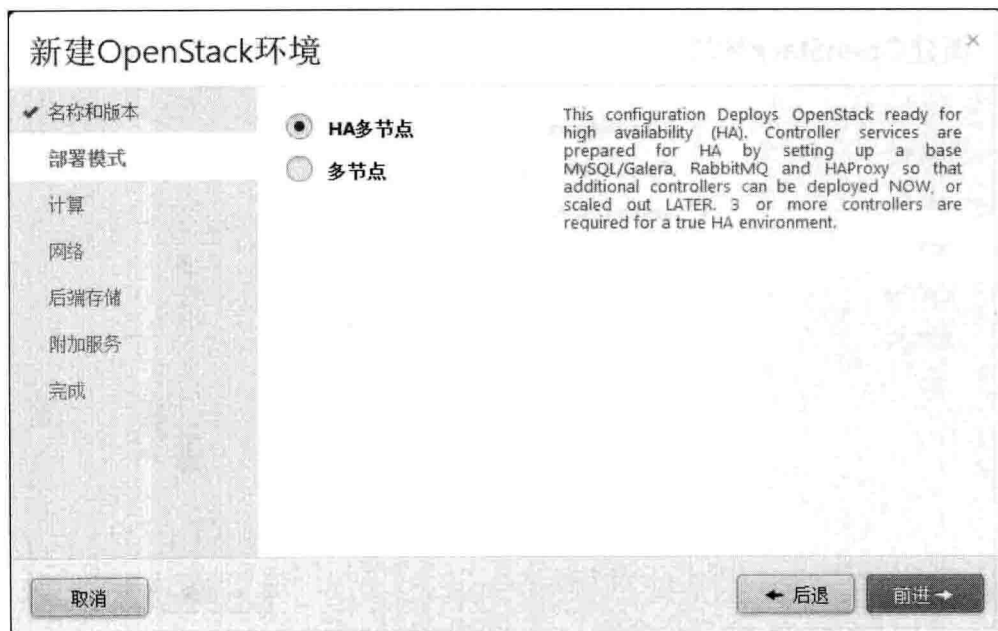 新建OpenStack环境
名称和版本
部署模式
计算
网络
后端存储
附加服务
完成
HA多节点
多节点
This configuration Deploys OpenStack ready for
high availability (HA). Controller services are
prepared for HA by setting up a base
MySQL/Galera, RabbitMQ and HAProxy so that
additional controllers can be deployed NOW, or
scaled out LATER. 3 or more controllers are
required for a true HA environment.
取消
后退
前进